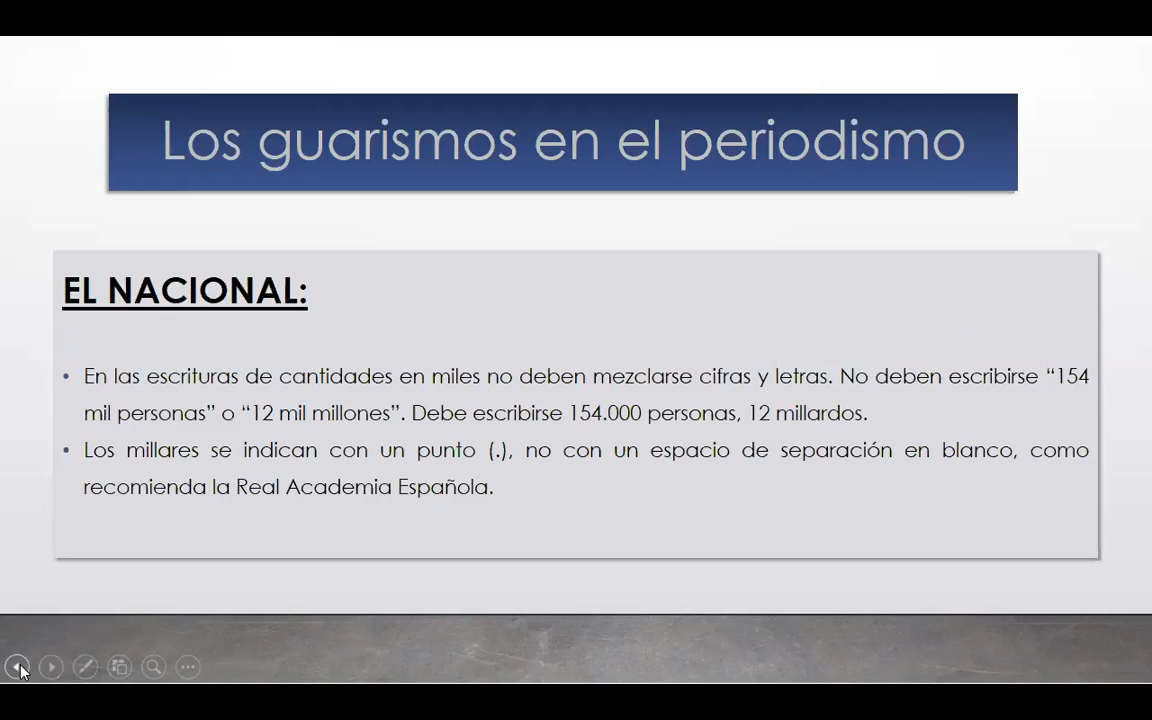 Los guarismos en el periodismo
EL NACIONAL:
• En las escrituras de cantidades en miles no deben mezclarse cifras y letras. No deben escribirse “154
mil personas” o “12 mil millones”. Debe escribirse 154.000 personas, 12 millardos.
• Los millares se indican con un punto (.), no con un espacio de separación en blanco, como
recomienda la Real Academia Española.